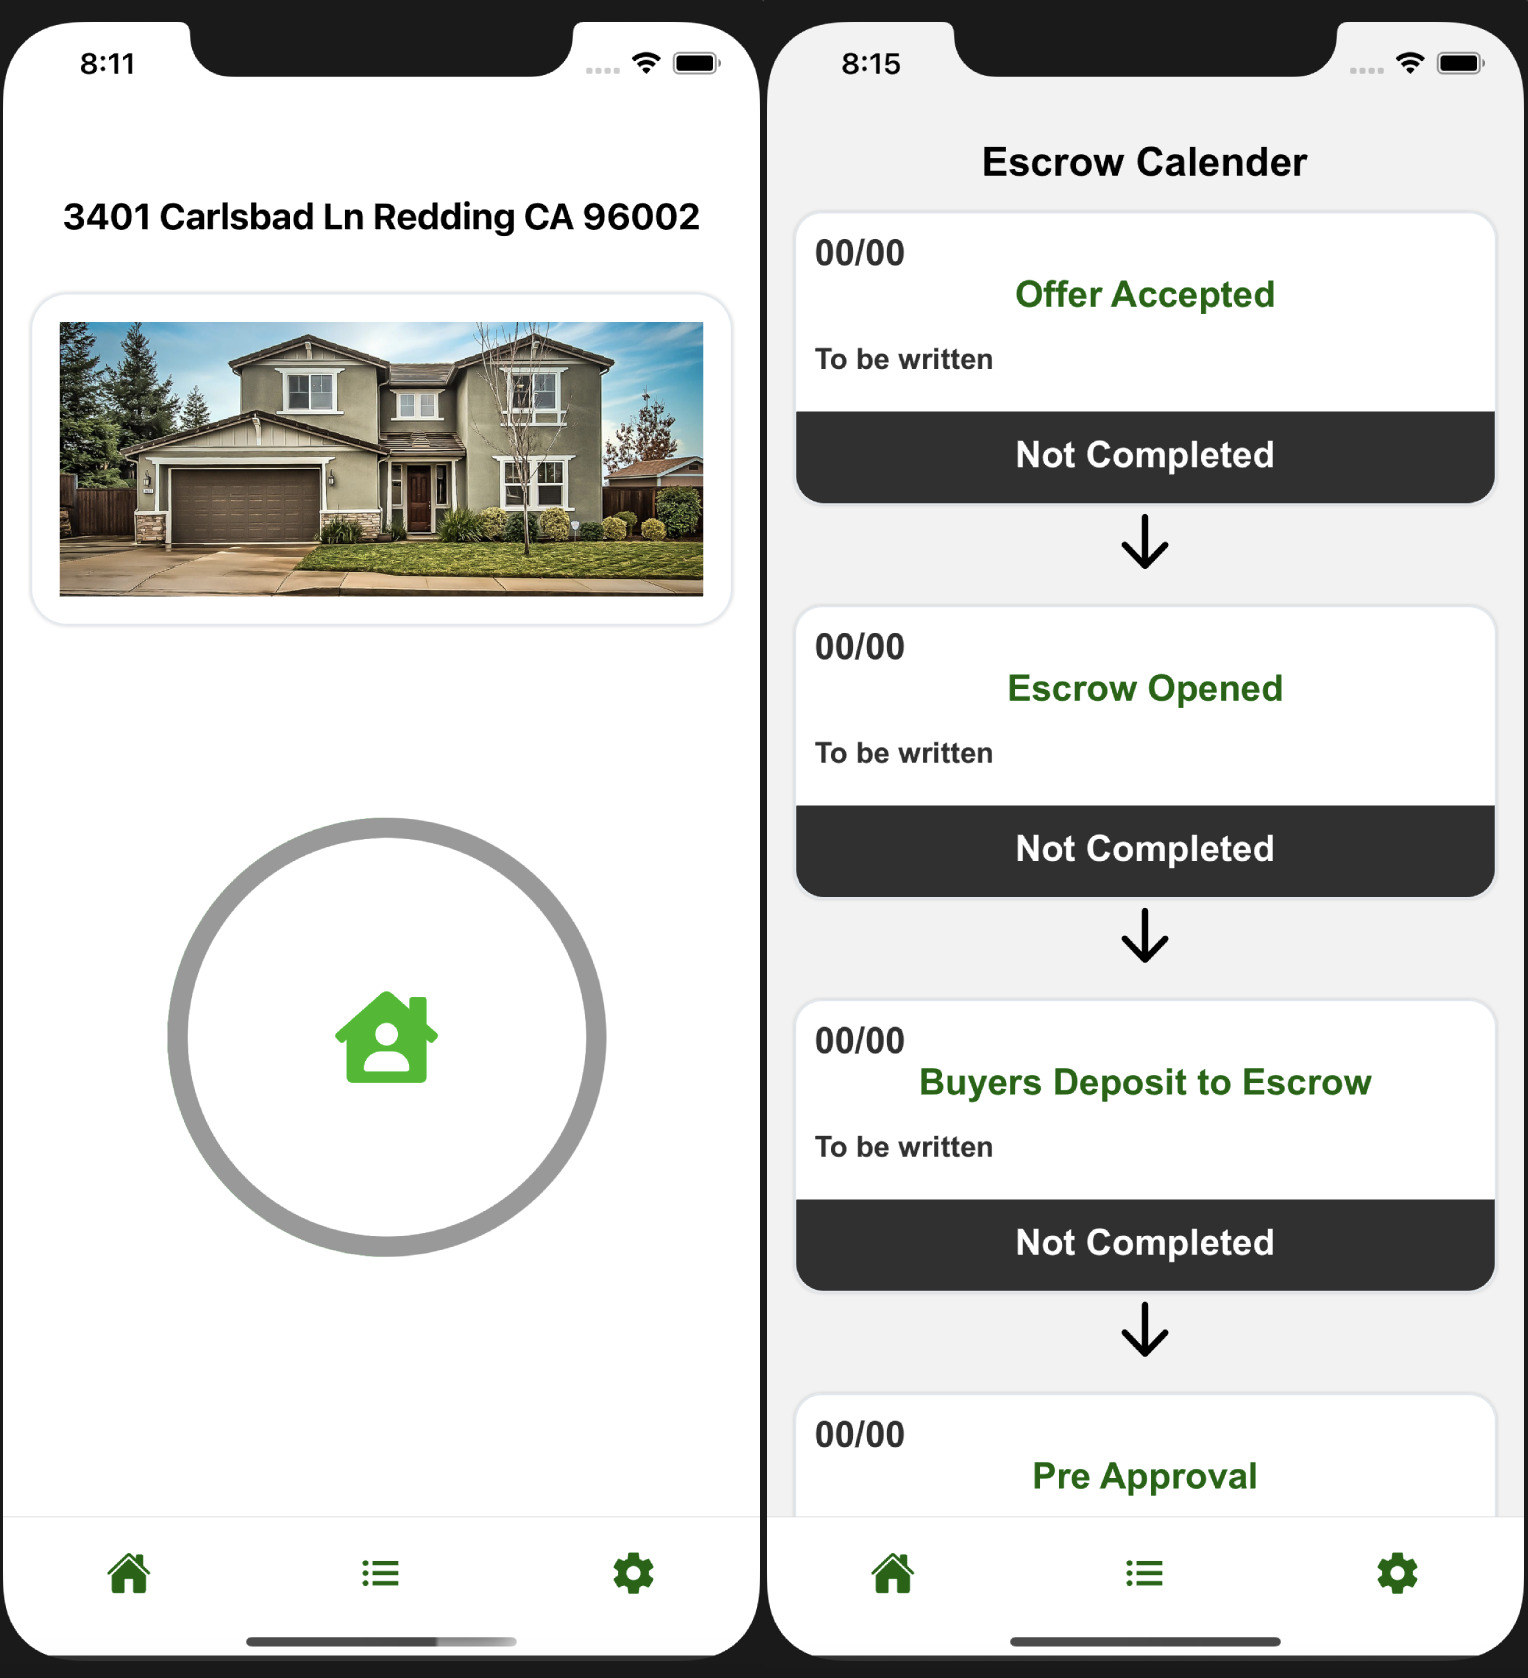 8:11
3401 Carlsbad Ln Redding CA 96002
8:15
Escrow Calender
00/00
Offer Accepted
To be written
Not Completed
00/00
Escrow Opened
To be written
Not Completed
00/00
Buyers Deposit to Escrow
To be written
Not Completed
00/00
Pre Approval